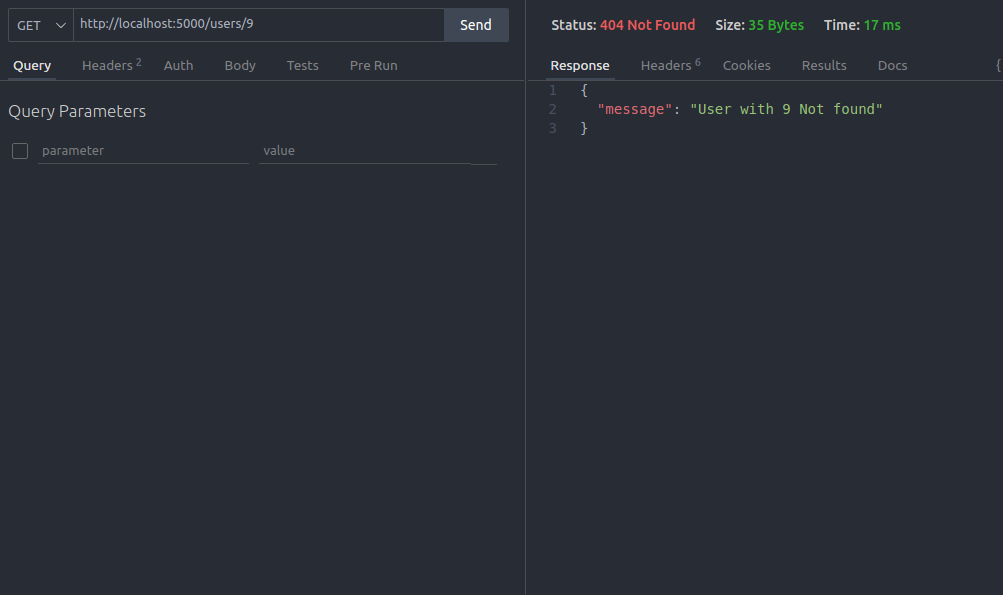 GET http://localhost:5000/users/9 Send
Query Headers 2 Auth Body Tests Pre Run
Query Parameters
parameter value
Status: 404 Not Found Size: 35 Bytes Time: 17 ms
Response Headers 6 Cookies Results Docs {
1 {
2 "message": "User with 9 Not found"
3 }